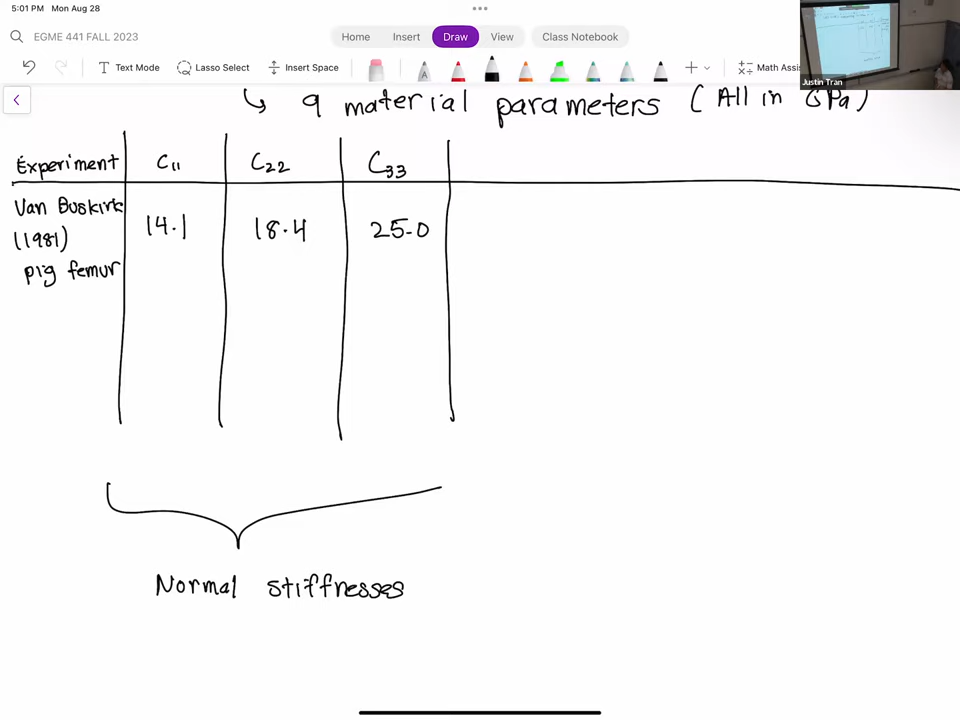 5:01 PM Mon Aug 28
EGME 441 FALL 2023
Home Insert Draw View Class Notebook
Text Mode Lasso Select Insert Space Math Assis
Justin Tran
↳ 9 material parameters (All in GPa)
Experiment C11 C22 C33
Van Buskirk
(1981)
pig femur
14.1 18.4 25.0
Normal stiffnesses